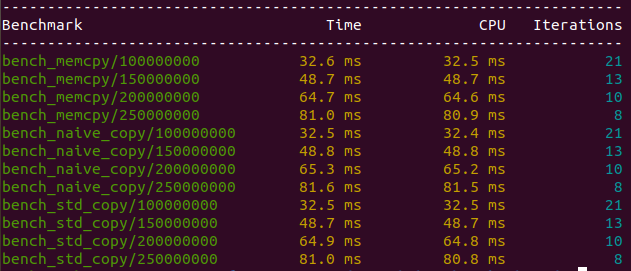 ---------------------------------------------------------------------
Benchmark Time CPU Iterations
---------------------------------------------------------------------
bench_memcpy/100000000 32.6 ms 32.5 ms 21
bench_memcpy/150000000 48.7 ms 48.7 ms 13
bench_memcpy/200000000 64.7 ms 64.6 ms 10
bench_memcpy/250000000 81.0 ms 80.9 ms 8
bench_naive_copy/100000000 32.5 ms 32.4 ms 21
bench_naive_copy/150000000 48.8 ms 48.8 ms 13
bench_naive_copy/200000000 65.3 ms 65.2 ms 10
bench_naive_copy/250000000 81.6 ms 81.5 ms 8
bench_std_copy/100000000 32.5 ms 32.5 ms 21
bench_std_copy/150000000 48.7 ms 48.7 ms 13
bench_std_copy/200000000 64.9 ms 64.8 ms 10
bench_std_copy/250000000 81.0 ms 80.8 ms 8